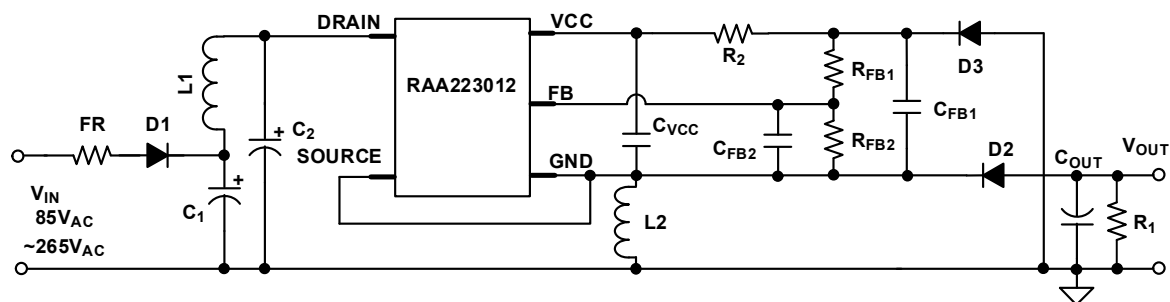 DRAIN
VCC
R2
RFB1
D3
L1
RAA223012
FB
CFB1
FR
D1
C2
+
CVCC
CFB2
RFB2
D2
COUT
VOUT
SOURCE
GND
+
C1
VIN
85VAC
~265VAC
L2
R1